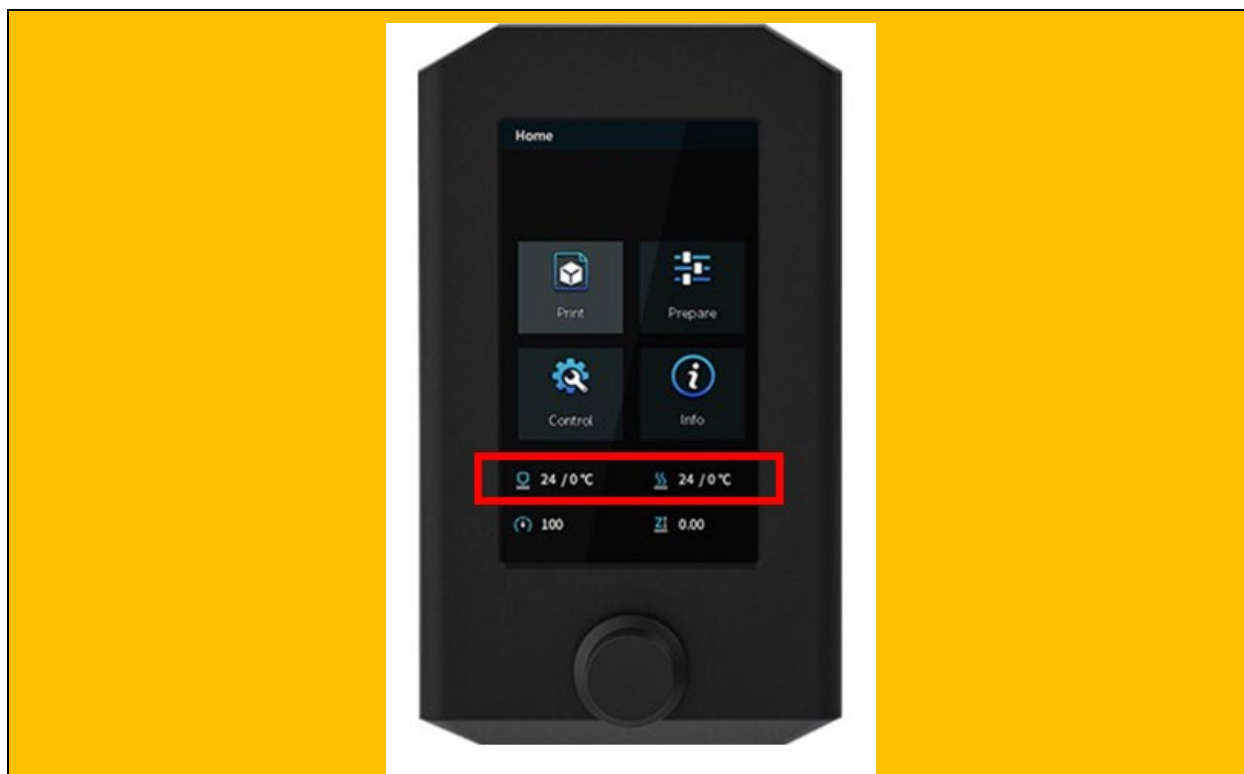 Home
Print Prepare
Control Info
24 / 0 ℃ 24 / 0 ℃
100 0.00